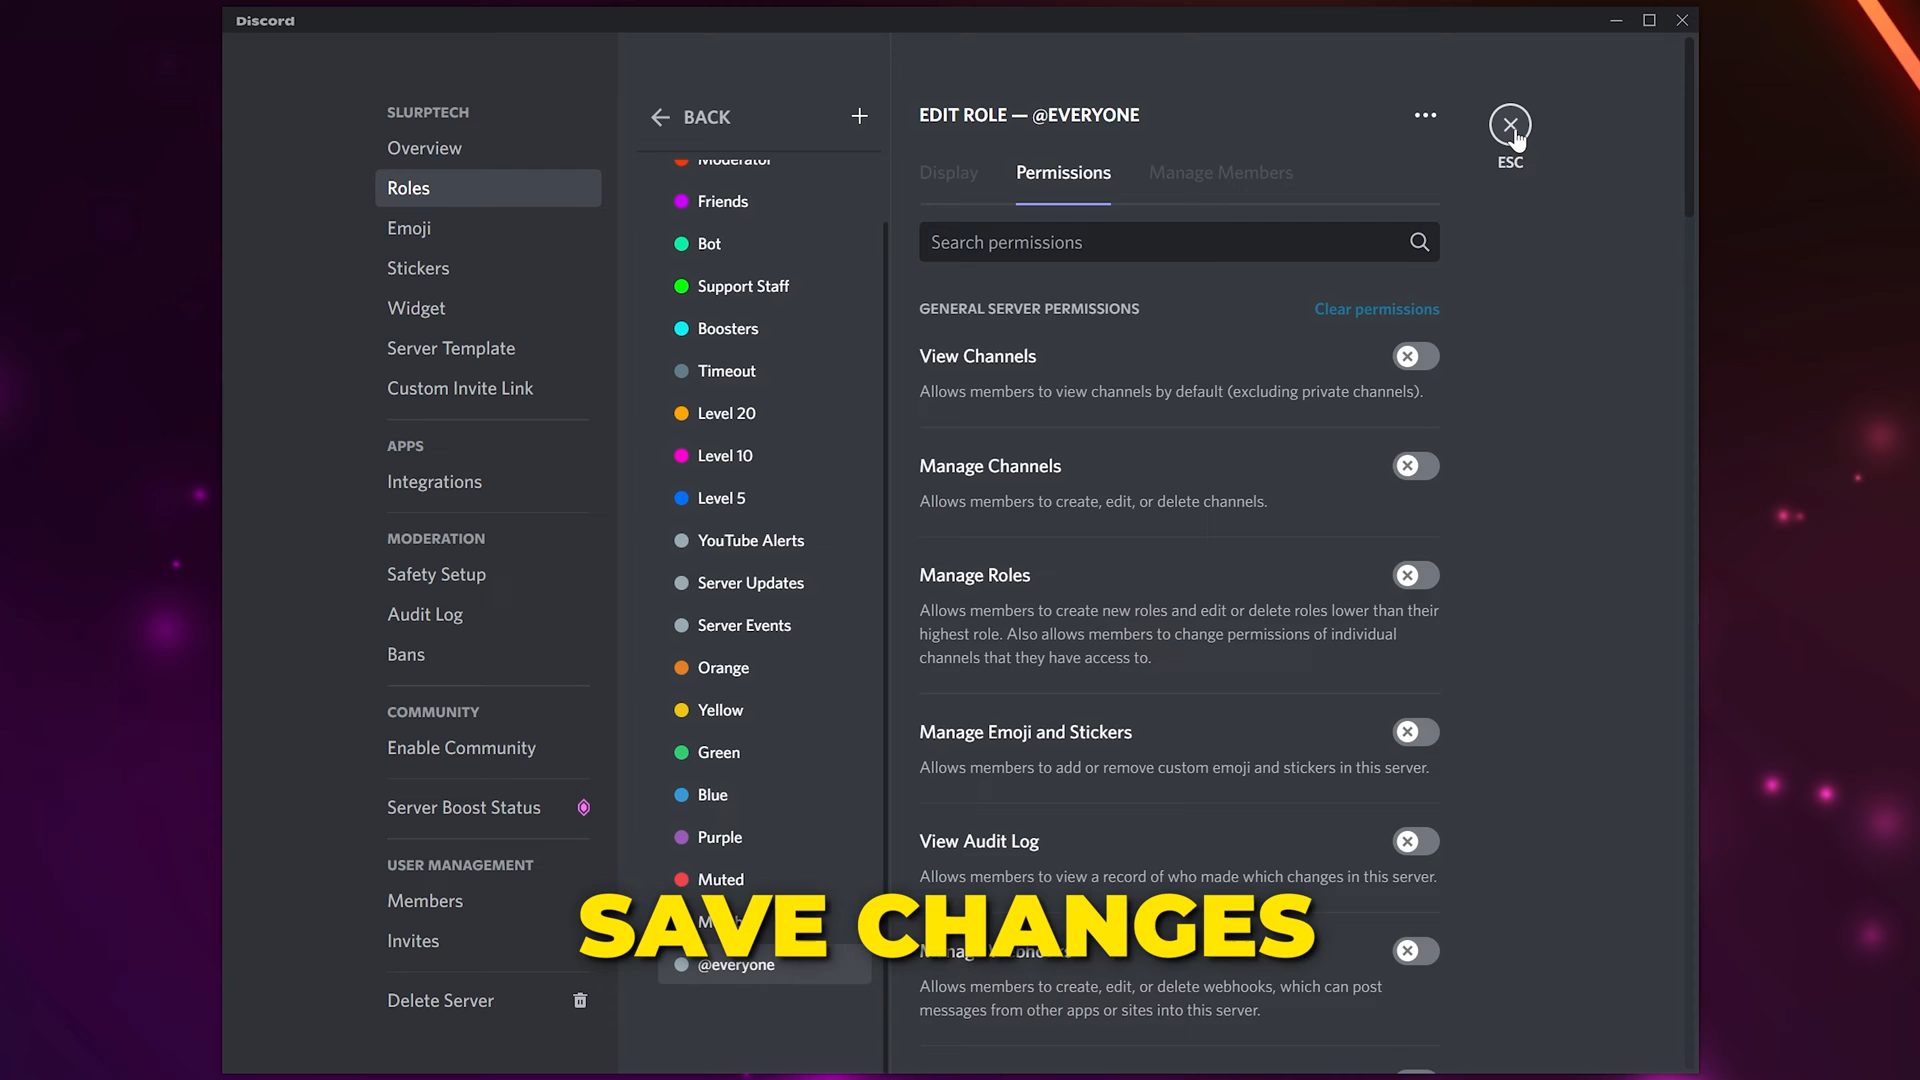 Discord
SLURPTECH
Overview
Roles
Emoji
Stickers
Widget
Server Template
Custom Invite Link
APPS
Integrations
MODERATION
Safety Setup
Audit Log
Bans
COMMUNITY
Enable Community
Server Boost Status
USER MANAGEMENT
Members
Invites
Delete Server
BACK
Moderator
Friends
Bot
Support Staff
Boosters
Timeout
Level 20
Level 10
Level 5
YouTube Alerts
Server Updates
Server Events
Orange
Yellow
Green
Blue
Purple
Muted
@everyone
EDIT ROLE — @EVERYONE
ESC
Display Permissions Manage Members
Search permissions
GENERAL SERVER PERMISSIONS Clear permissions
View Channels
Allows members to view channels by default (excluding private channels).
Manage Channels
Allows members to create, edit, or delete channels.
Manage Roles
Allows members to create new roles and edit or delete roles lower than their
highest role. Also allows members to change permissions of individual
channels that they have access to.
Manage Emoji and Stickers
Allows members to add or remove custom emoji and stickers in this server.
View Audit Log
Allows members to view a record of who made which changes in this server.
Manage Webhooks
Allows members to create, edit, or delete webhooks, which can post
messages from other apps or sites into this server.
SAVE CHANGES